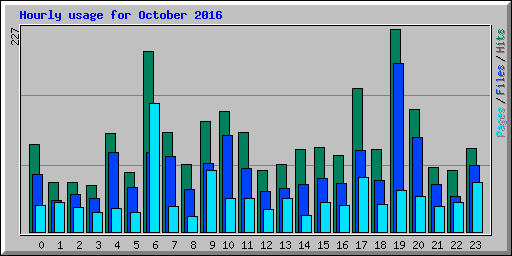 Hourly usage for October 2016
227
Pages/Files/Hits
0 1 2 3 4 5 6 7 8 9 10 11 12 13 14 15 16 17 18 19 20 21 22 23